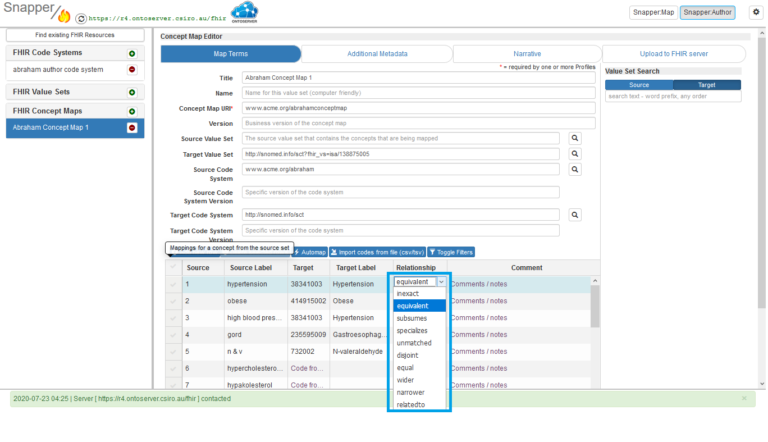 Snapper
https://r4.ontoserver.csiro.au/fhir
ONTOSERVER
Snapper:Map
Snapper:Author
Find existing FHIR Resources
FHIR Code Systems
abraham author code system
FHIR Value Sets
FHIR Concept Maps
Abraham Concept Map 1
Concept Map Editor
Map Terms
Additional Metadata
Narrative
Upload to FHIR server
* = required by one or more Profiles
Title
Abraham Concept Map 1
Name
Name for this value set (computer friendly)
Concept Map URI*
www.acme.org/abrahamconceptmap
Version
Business version of the concept map
Source Value Set
The source value set that contains the concepts that are being mapped
Target Value Set
http://snomed.info/sct?fhir_vs=isa/138875005
Source Code
System
www.acme.org/abraham
Source Code
System Version
Specific version of the code system
Target Code System
http://snomed.info/sct
Target Code System
Version
Specific version of the code system
Value Set Search
Source
Target
search text - word prefix, any order
Mappings for a concept from the source set
Automap
Import codes from file (csv/tsv)
Toggle Filters
Source
Source Label
Target
Target Label
Relationship
Comment
1
hypertension
38341003
Hypertension
equivalent
Comments / notes
2
obese
414915002
Obese
Comments / notes
3
high blood pres...
38341003
Hypertension
Comments / notes
4
gord
235595009
Gastroesophag...
Comments / notes
5
n & v
732002
N-valeraldehyde
Comments / notes
6
hypercholestero...
Code fro...
Comments / notes
7
hypakolesterol
Code fro...
Comments / notes
inexact
equivalent
subsumes
specializes
unmatched
disjoint
equal
wider
narrower
relatedto
2020-07-23 04:25 | Server [ https://r4.ontoserver.csiro.au/fhir ] contacted